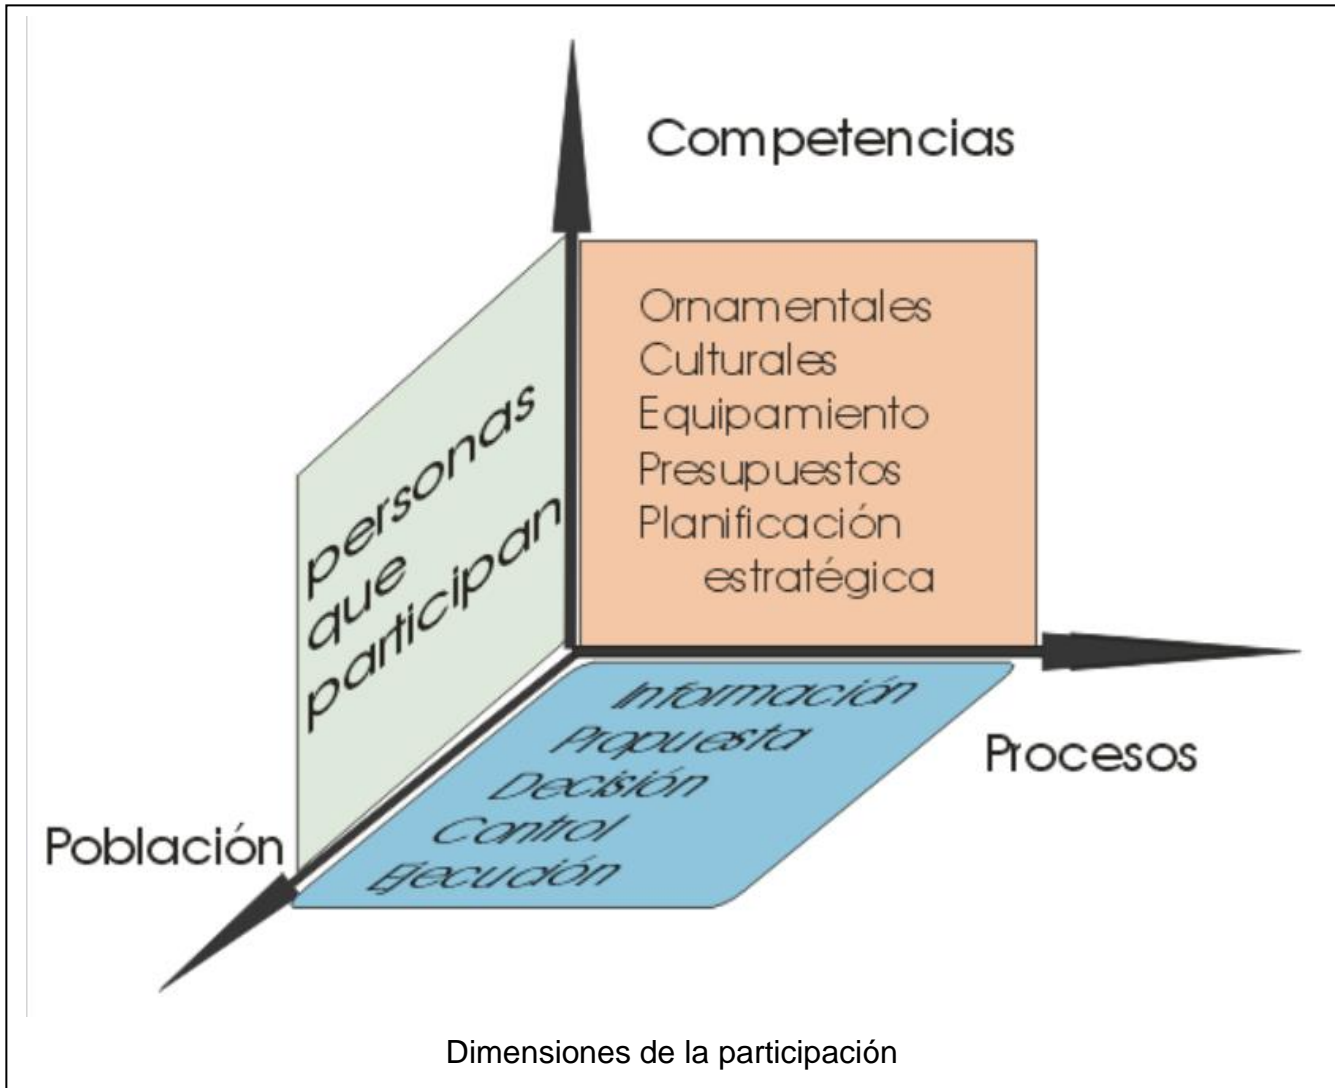 Competencias
Ornamentales
Culturales
Equipamiento
Presupuestos
Planificación
estratégica
personas
que
participan
Información
Propuesta
Decisión
Control
Ejecución
Procesos
Población
Dimensiones de la participación